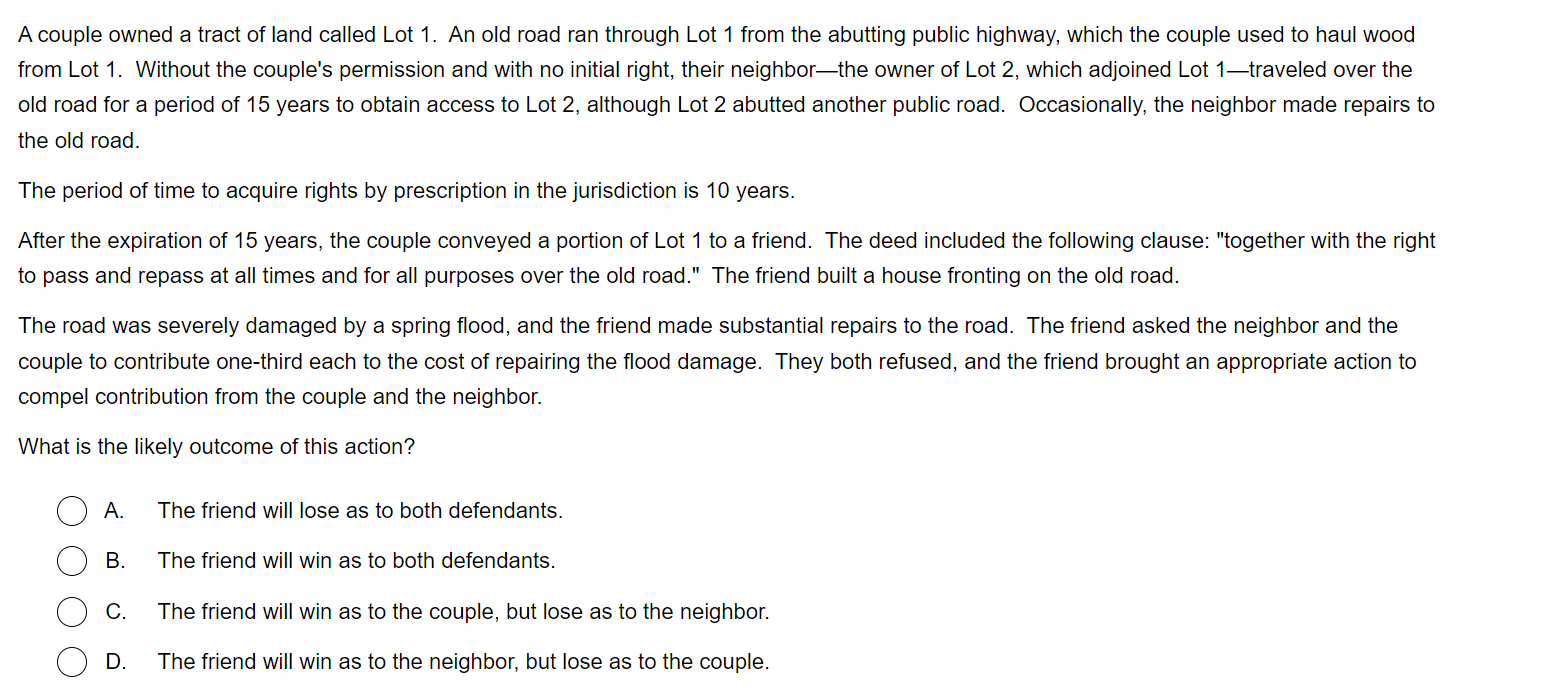 A couple owned a tract of land called Lot 1.  An old road ran through Lot 1 from the abutting public highway, which the couple used to haul wood
from Lot 1.  Without the couple's permission and with no initial right, their neighbor—the owner of Lot 2, which adjoined Lot 1—traveled over the
old road for a period of 15 years to obtain access to Lot 2, although Lot 2 abutted another public road.  Occasionally, the neighbor made repairs to
the old road.
The period of time to acquire rights by prescription in the jurisdiction is 10 years.
After the expiration of 15 years, the couple conveyed a portion of Lot 1 to a friend.  The deed included the following clause: "together with the right
to pass and repass at all times and for all purposes over the old road."  The friend built a house fronting on the old road.
The road was severely damaged by a spring flood, and the friend made substantial repairs to the road.  The friend asked the neighbor and the
couple to contribute one-third each to the cost of repairing the flood damage.  They both refused, and the friend brought an appropriate action to
compel contribution from the couple and the neighbor.
What is the likely outcome of this action?
A. The friend will lose as to both defendants.
B. The friend will win as to both defendants.
C. The friend will win as to the couple, but lose as to the neighbor.
D. The friend will win as to the neighbor, but lose as to the couple.